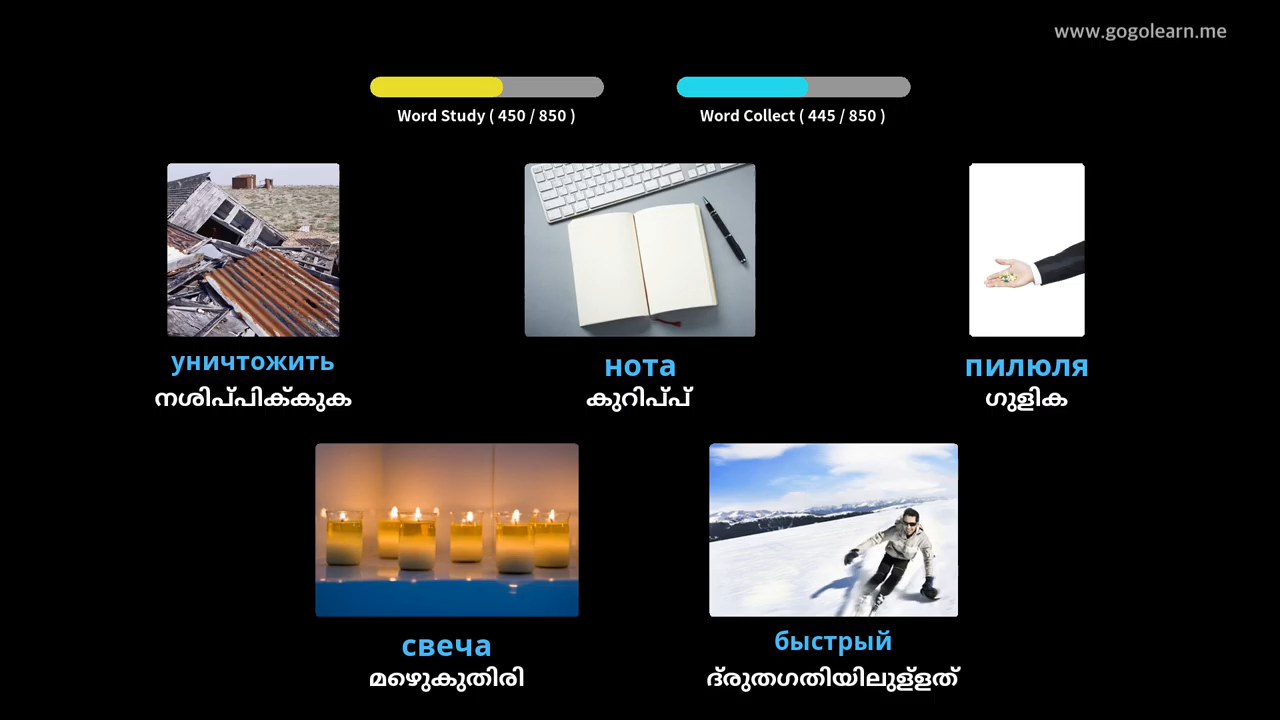 www.gogolearn.me
Word Study ( 450 / 850 )
Word Collect ( 445 / 850 )
уничтожить
നശിപ്പിക്കുക
нота
കുറിപ്പ്
пилюля
ഗുളിക
свеча
മഴെുകുതിരി
быстрый
ദ്രുതഗതിയിലുള്ളത്